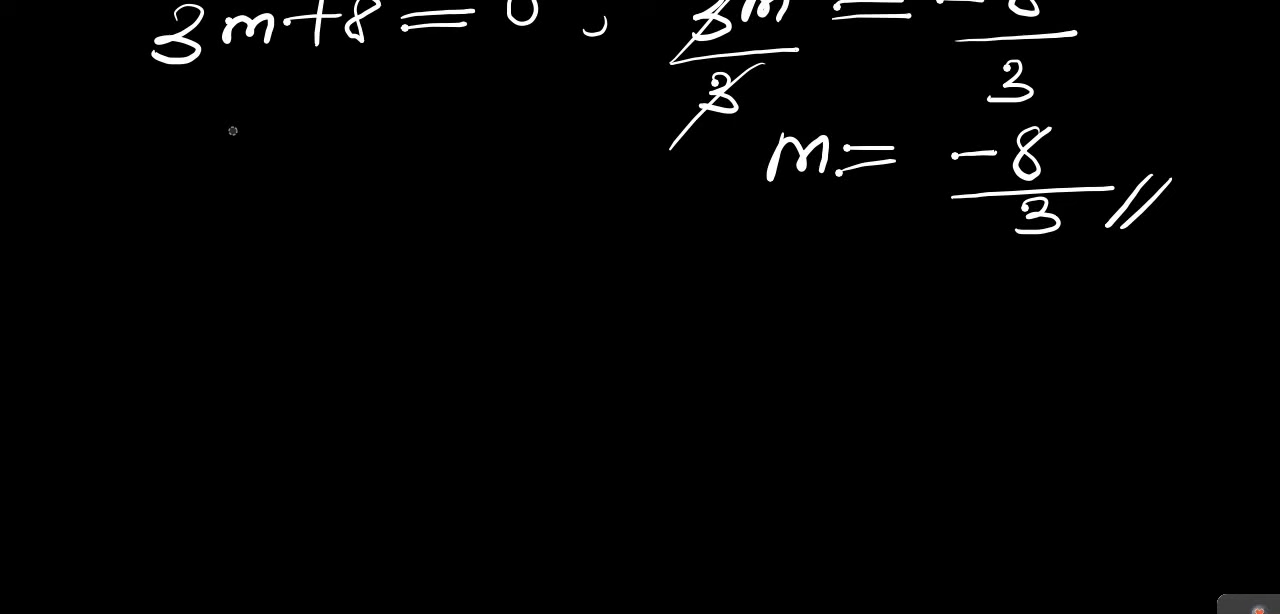 3m+8=0, 3m/3 = -8/3
m = -8/3 //